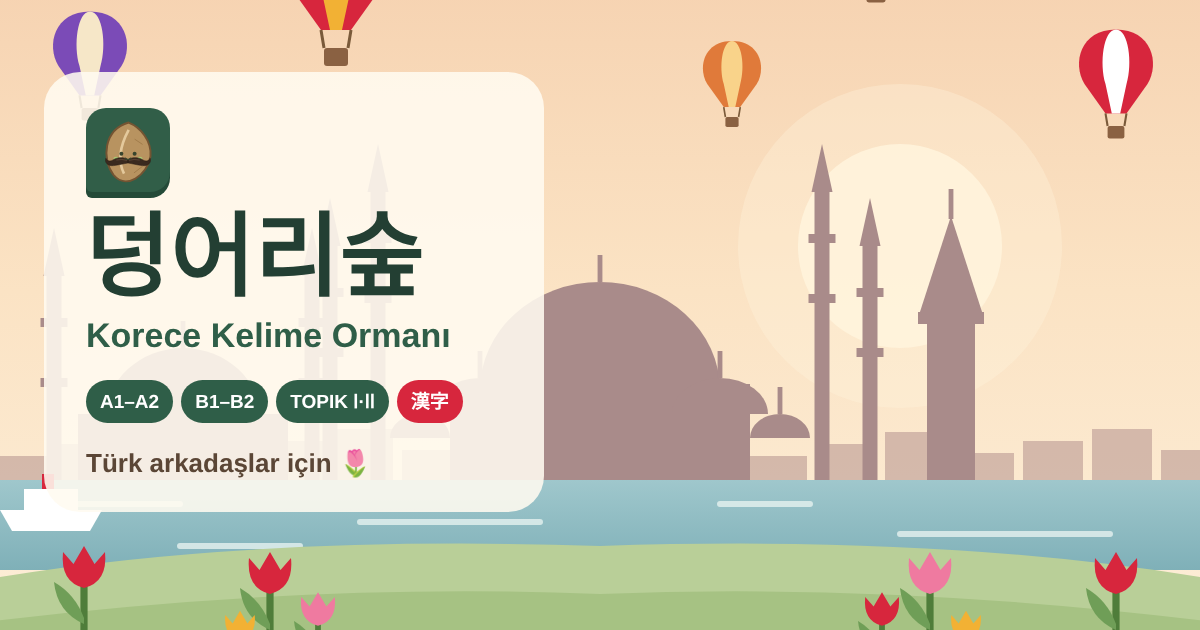 덩어리숲
Korece Kelime Ormanı
A1–A2 B1–B2 TOPIK Ⅰ·Ⅱ 漢字
Türk arkadaşlar için 🌷